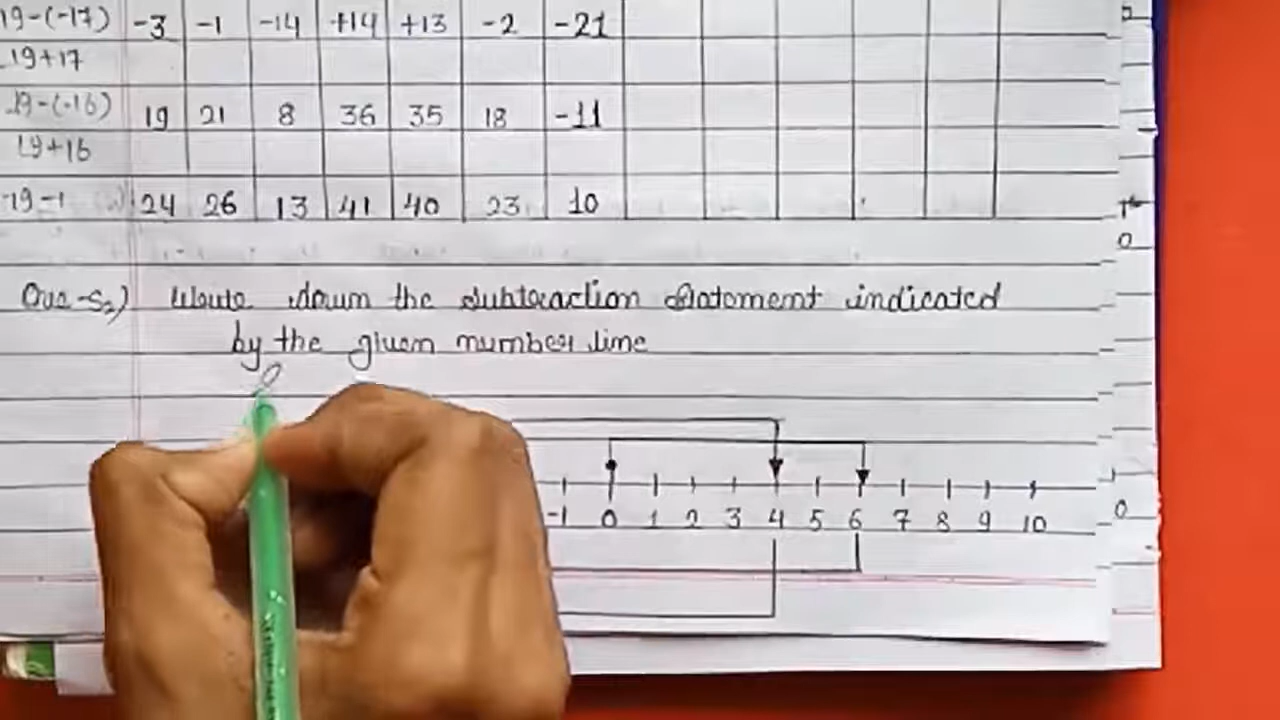 19-(-17) -3 -1 -14 +14 +13 -2 -21
19+17
19-(-16) 19 21 8 36 35 18 -11
19+16
-19-1 24 26 13 41 40 23 10
Que-S2) Write down the subtraction statement indicated
by the given number line
-1 0 1 2 3 4 5 6 7 8 9 10